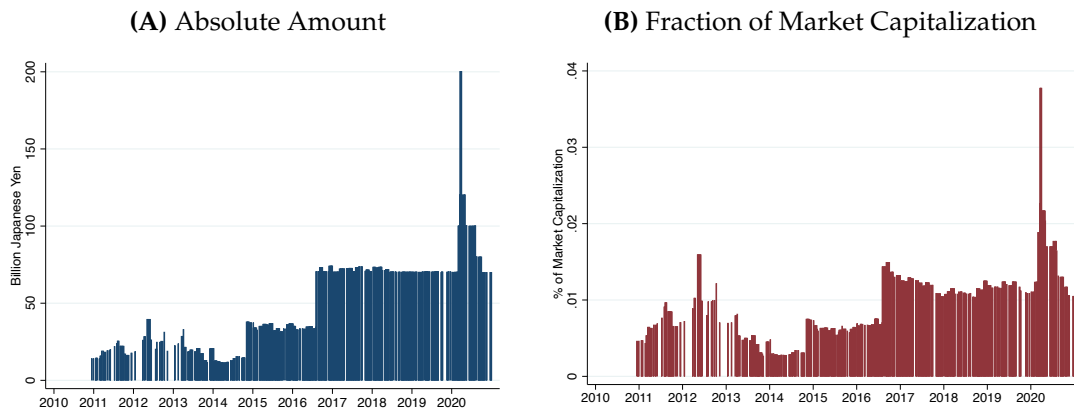 (A) Absolute Amount
Billion Japanese Yen
200
150
100
50
0
2010 2011 2012 2013 2014 2015 2016 2017 2018 2019 2020
(B) Fraction of Market Capitalization
% of Market Capitalization
.04
.03
.02
.01
0
2010 2011 2012 2013 2014 2015 2016 2017 2018 2019 2020